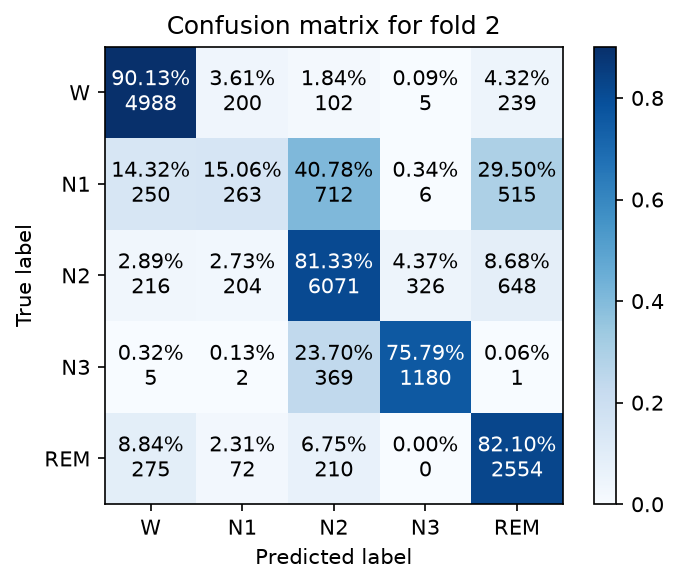 Confusion matrix for fold 2
90.13% 3.61% 1.84% 0.09% 4.32%
W 4988 200 102 5 239
14.32% 15.06% 40.78% 0.34% 29.50%
N1 250 263 712 6 515
2.89% 2.73% 81.33% 4.37% 8.68%
N2 216 204 6071 326 648
0.32% 0.13% 23.70% 75.79% 0.06%
N3 5 2 369 1180 1
8.84% 2.31% 6.75% 0.00% 82.10%
REM 275 72 210 0 2554
W N1 N2 N3 REM
Predicted label
True label
0.8
0.6
0.4
0.2
0.0